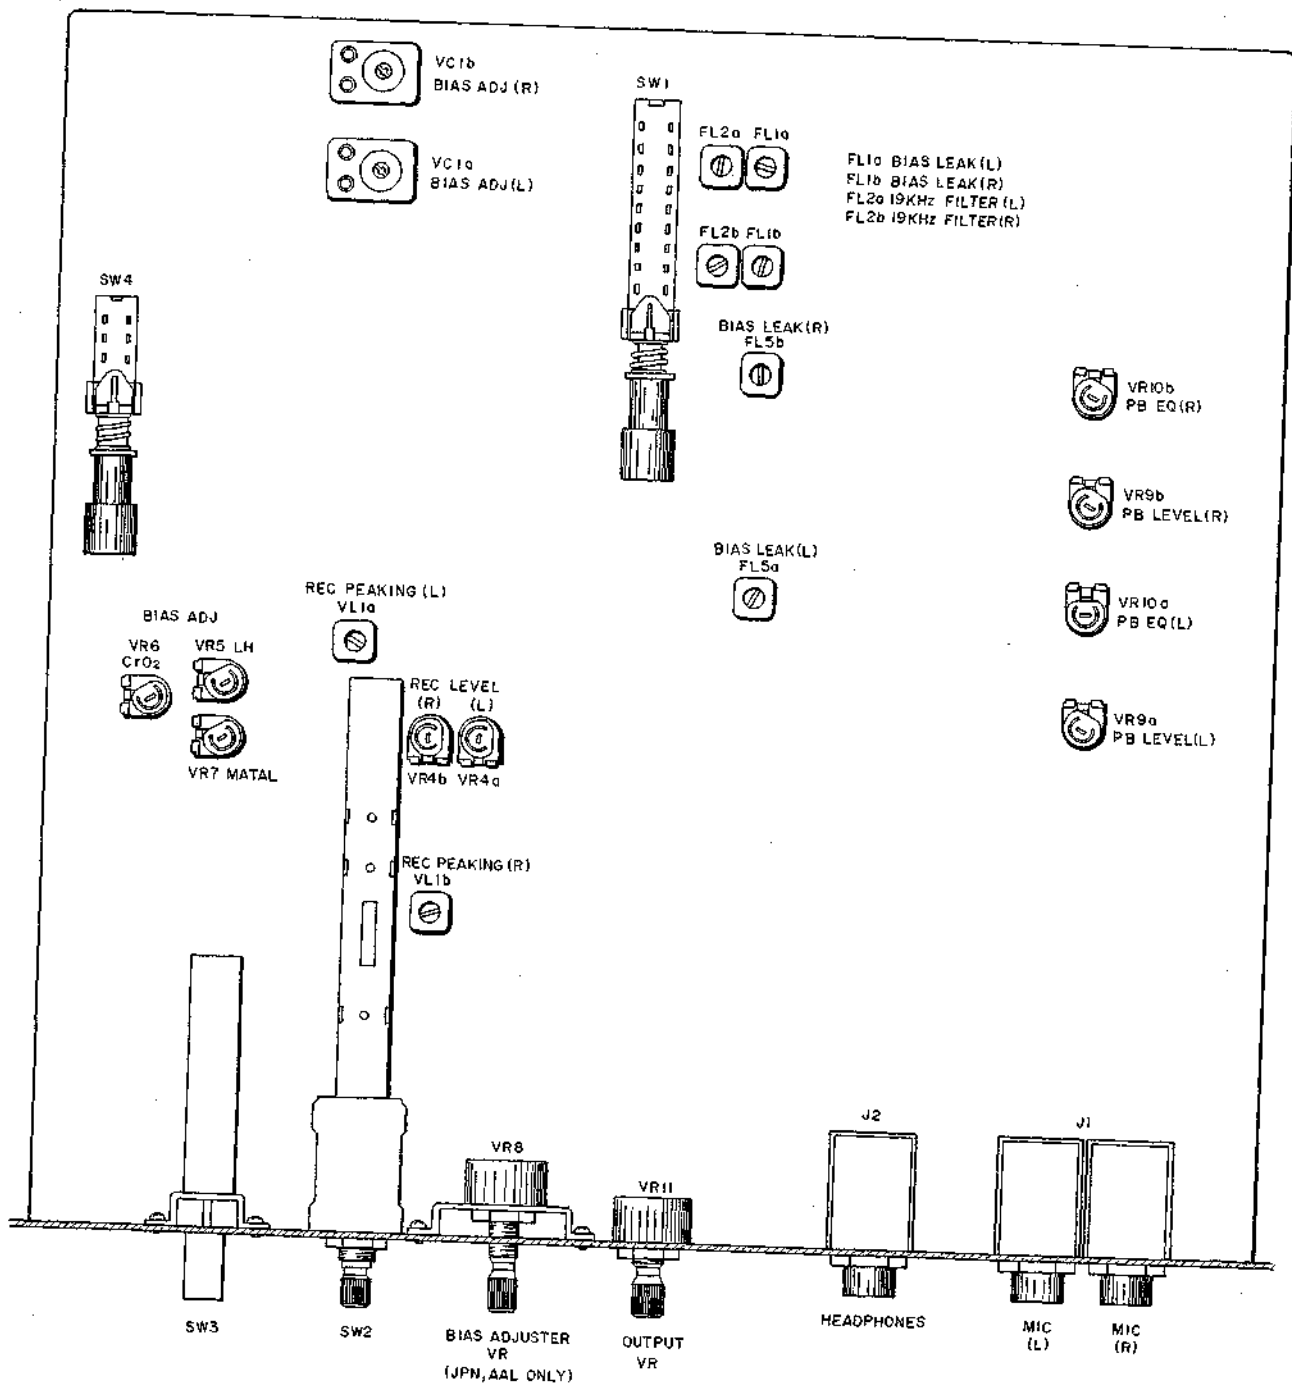 VC1b
BIAS ADJ (R)
VC1a
BIAS ADJ(L)
SW1
FL2a FL1a
FL1a BIAS LEAK(L)
FL1b BIAS LEAK(R)
FL2a 19KHz FILTER(L)
FL2b 19KHz FILTER(R)
FL2b FL1b
SW4
BIAS LEAK(R)
FL5b
VR10b
PB EQ(R)
VR9b
PB LEVEL(R)
BIAS LEAK(L)
FL5a
VR10a
PB EQ(L)
REC PEAKING (L)
VL1a
BIAS ADJ
VR6
CrO₂
VR5 LH
VR7 MATAL
REC LEVEL
(R) (L)
VR4b VR4a
VR9a
PB LEVEL(L)
REC PEAKING (R)
VL1b
VR8
VR11
J2
J1
SW3
SW2
BIAS ADJUSTER
VR
(JPN, AAL ONLY)
OUTPUT
VR
HEADPHONES
MIC
(L)
MIC
(R)